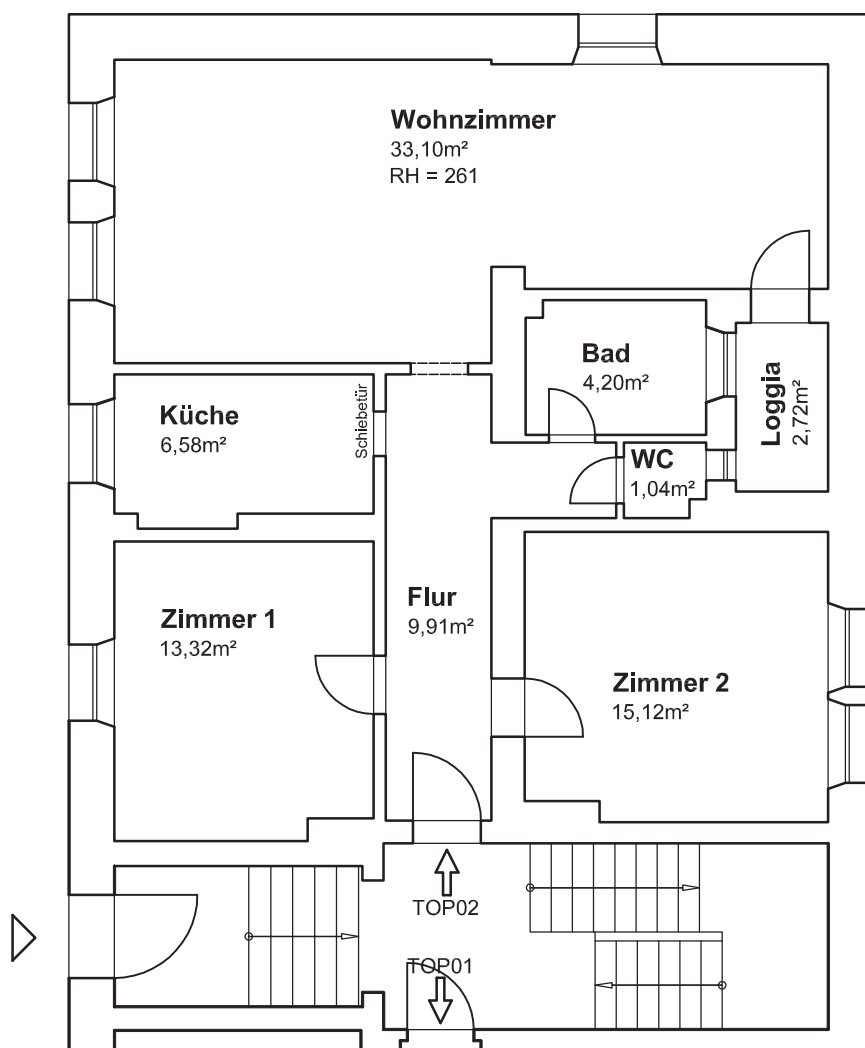 Wohnzimmer
33,10m²
RH = 261
Bad
4,20m²
Loggia
2,72m²
Küche
6,58m²
Schiebetür
WC
1,04m²
Flur
9,91m²
Zimmer 1
13,32m²
Zimmer 2
15,12m²
TOP02
TOP01